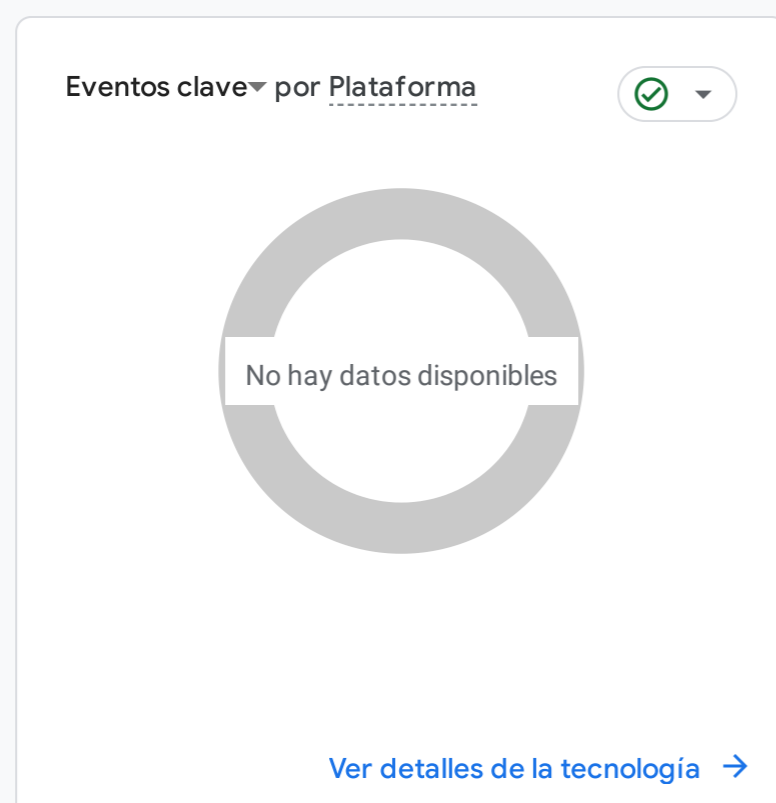 Eventos clave por Plataforma
No hay datos disponibles
Ver detalles de la tecnología